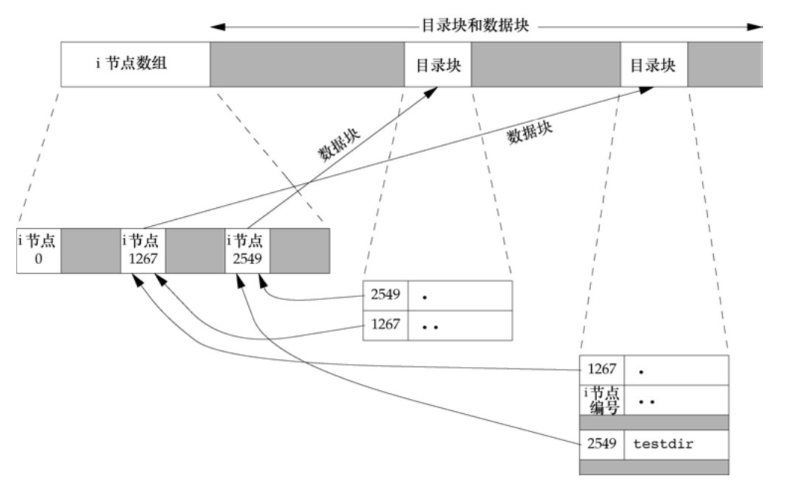 目录块和数据块
i 节点数组
目录块
目录块
数据块
数据块
i 节点
0
i 节点
1267
i 节点
2549
2549 .
1267 ..
1267 .
i 节点
编号 ..
2549 testdir